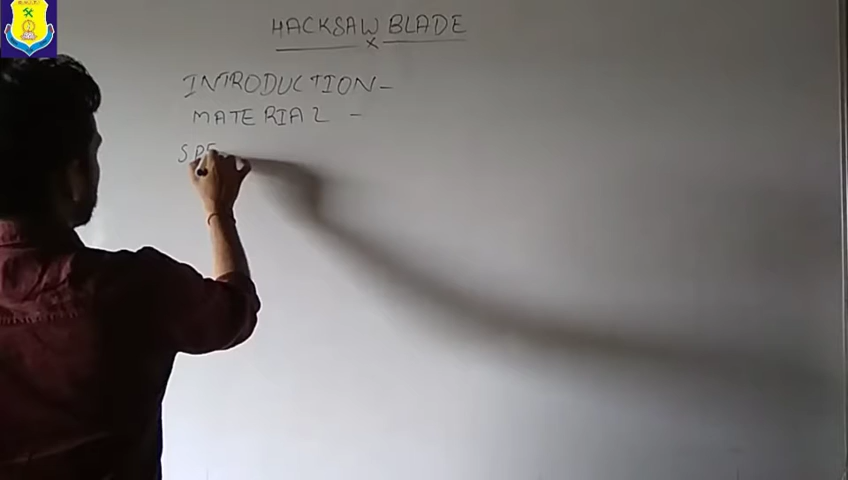 HACKSAW BLADE
INTRODUCTION -
MATERIAL -
SPE